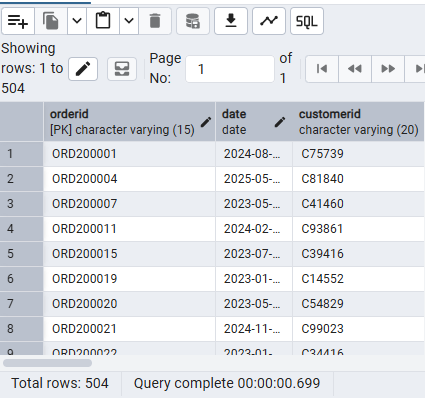 SQL
Showing
rows: 1 to
504
Page
No:
1
of
1
orderid
[PK] character varying (15)
date
date
customerid
character varying (20)
1 ORD200001 2024-08-... C75739
2 ORD200004 2025-05-... C81840
3 ORD200007 2023-05-... C41460
4 ORD200011 2024-02-... C93861
5 ORD200015 2023-07-... C39416
6 ORD200019 2023-01-... C14552
7 ORD200020 2023-05-... C54829
8 ORD200021 2024-11-... C99023
9 ORD200022 2023-01-... C34416
Total rows: 504 Query complete 00:00:00.699